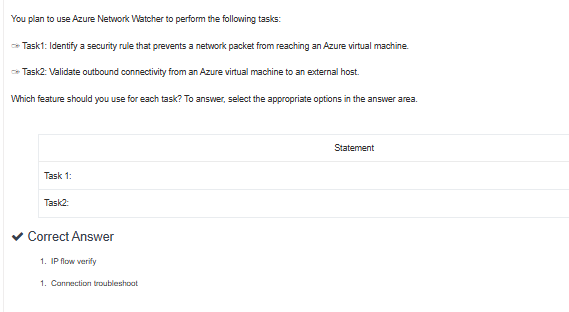 You plan to use Azure Network Watcher to perform the following tasks:
⇨ Task1: Identify a security rule that prevents a network packet from reaching an Azure virtual machine.
⇨ Task2: Validate outbound connectivity from an Azure virtual machine to an external host.
Which feature should you use for each task? To answer, select the appropriate options in the answer area.
Statement
Task 1:
Task2:
✔ Correct Answer
1. IP flow verify
1. Connection troubleshoot